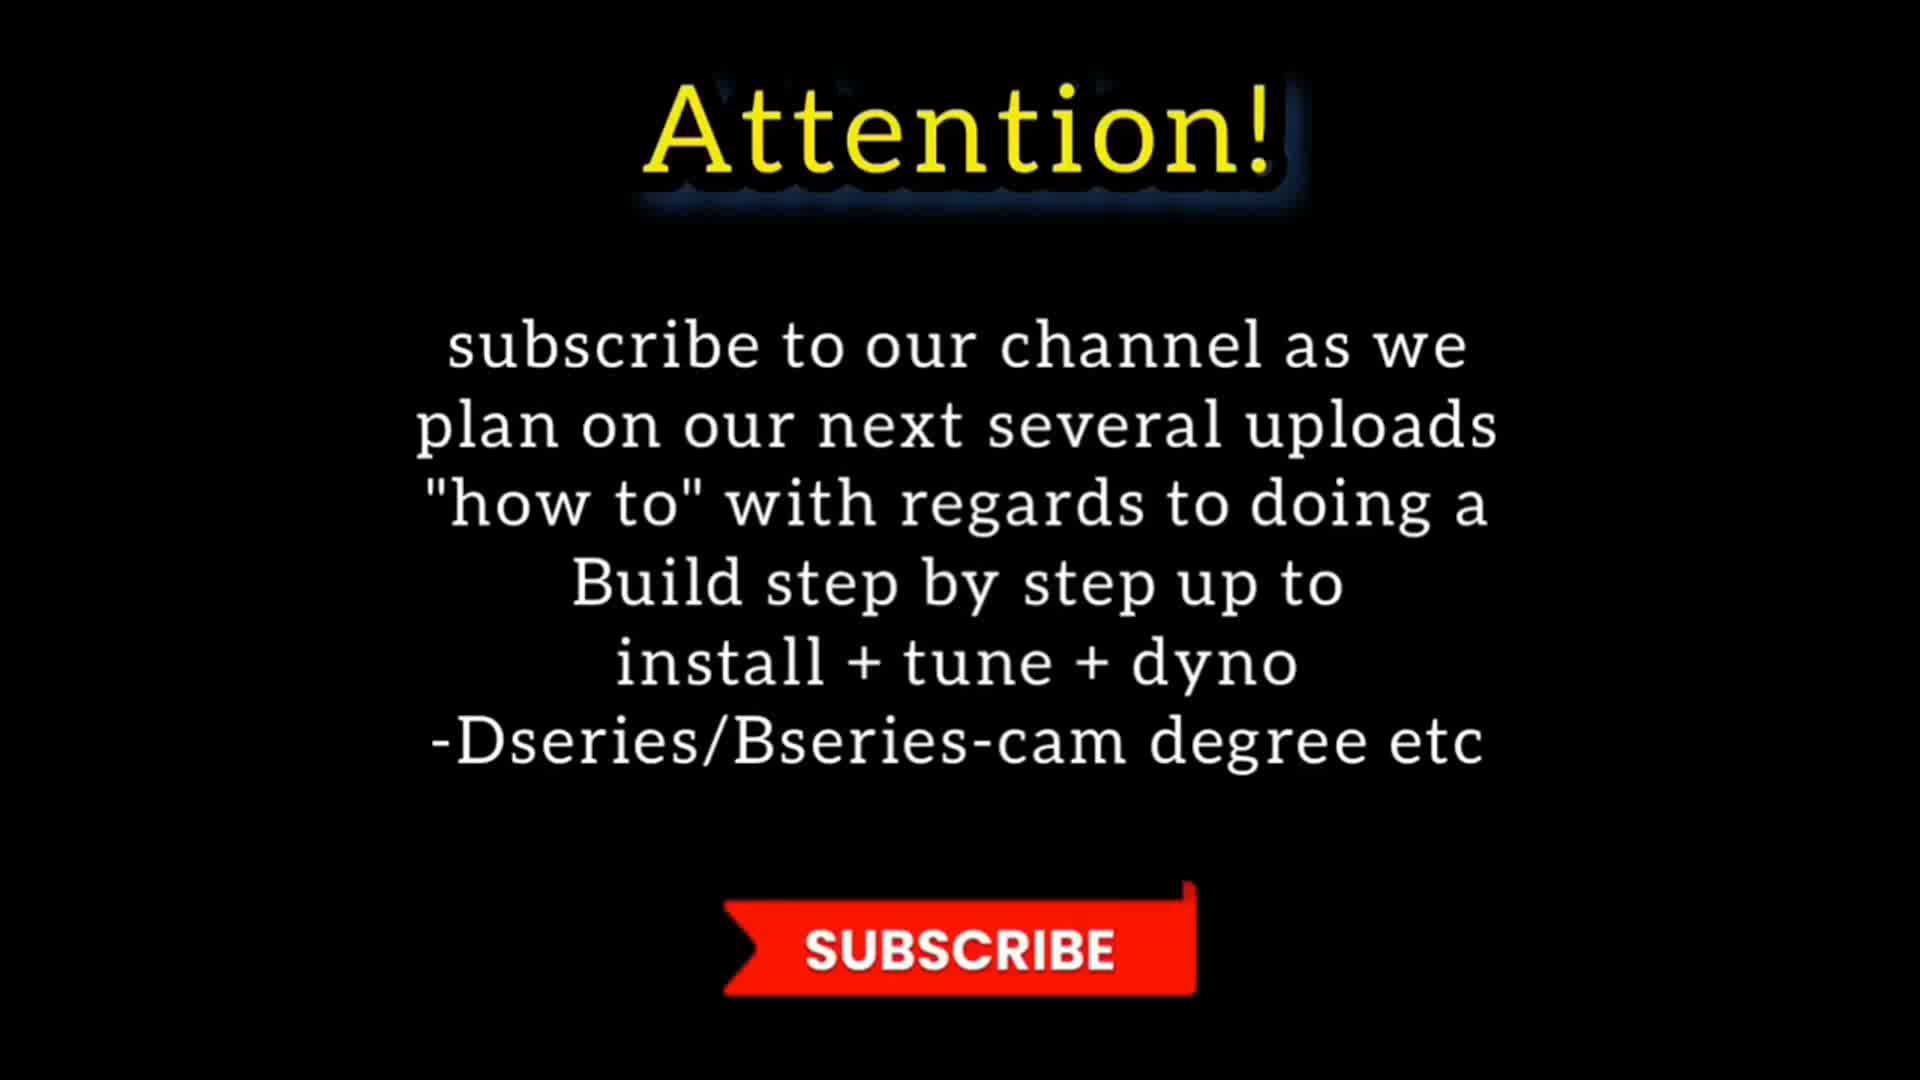 Attention!
subscribe to our channel as we
plan on our next several uploads
"how to" with regards to doing a
Build step by step up to
install + tune + dyno
-Dseries/Bseries-cam degree etc
SUBSCRIBE